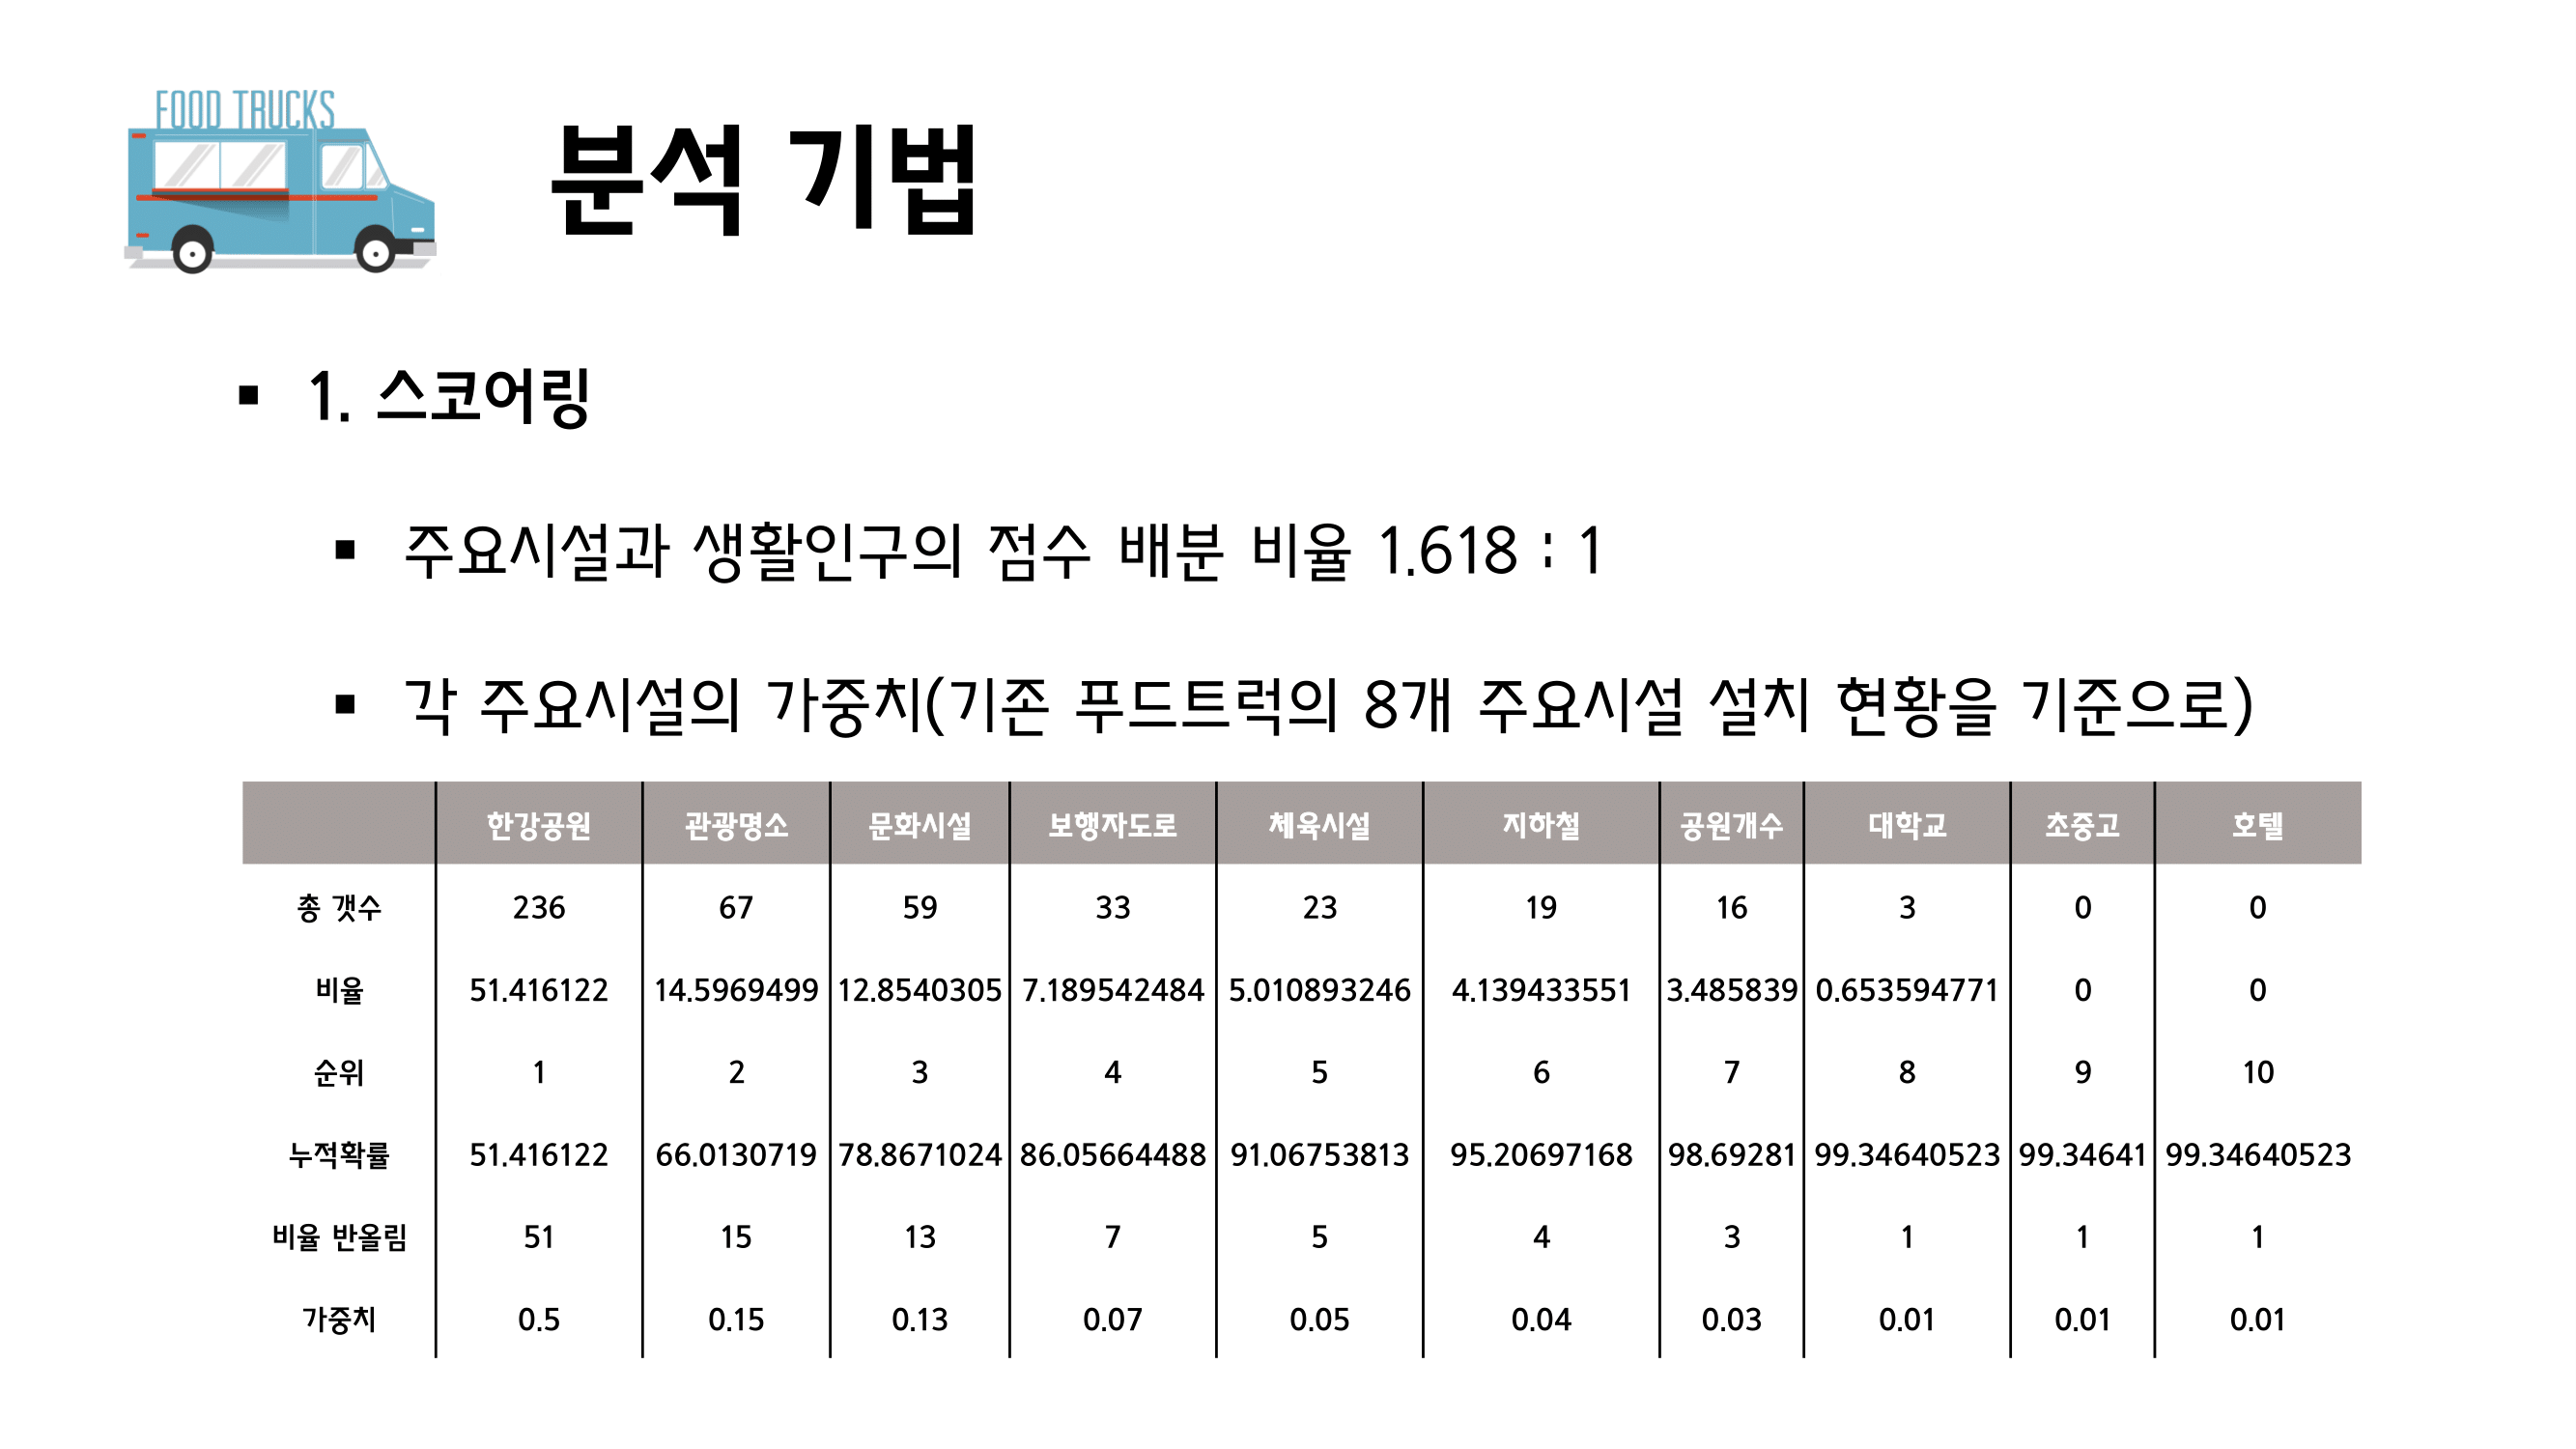 FOOD TRUCKS
분석 기법
▪ 1. 스코어링
▪ 주요시설과 생활인구의 점수 배분 비율 1.618 : 1
▪ 각 주요시설의 가중치(기존 푸드트럭의 8개 주요시설 설치 현황을 기준으로)
한강공원 관광명소 문화시설 보행자도로 체육시설 지하철 공원개수 대학교 초중고 호텔
총 갯수 236 67 59 33 23 19 16 3 0 0
비율 51.416122 14.5969499 12.8540305 7.189542484 5.010893246 4.139433551 3.485839 0.653594771 0 0
순위 1 2 3 4 5 6 7 8 9 10
누적확률 51.416122 66.0130719 78.8671024 86.05664488 91.06753813 95.20697168 98.69281 99.34640523 99.34641 99.34640523
비율 반올림 51 15 13 7 5 4 3 1 1 1
가중치 0.5 0.15 0.13 0.07 0.05 0.04 0.03 0.01 0.01 0.01